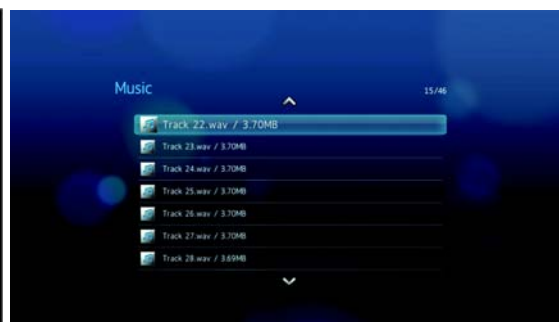 Music
15/46
Track 22.wav / 3.70MB
Track 23.wav / 3.70MB
Track 24.wav / 3.70MB
Track 25.wav / 3.70MB
Track 26.wav / 3.70MB
Track 27.wav / 3.70MB
Track 28.wav / 3.69MB